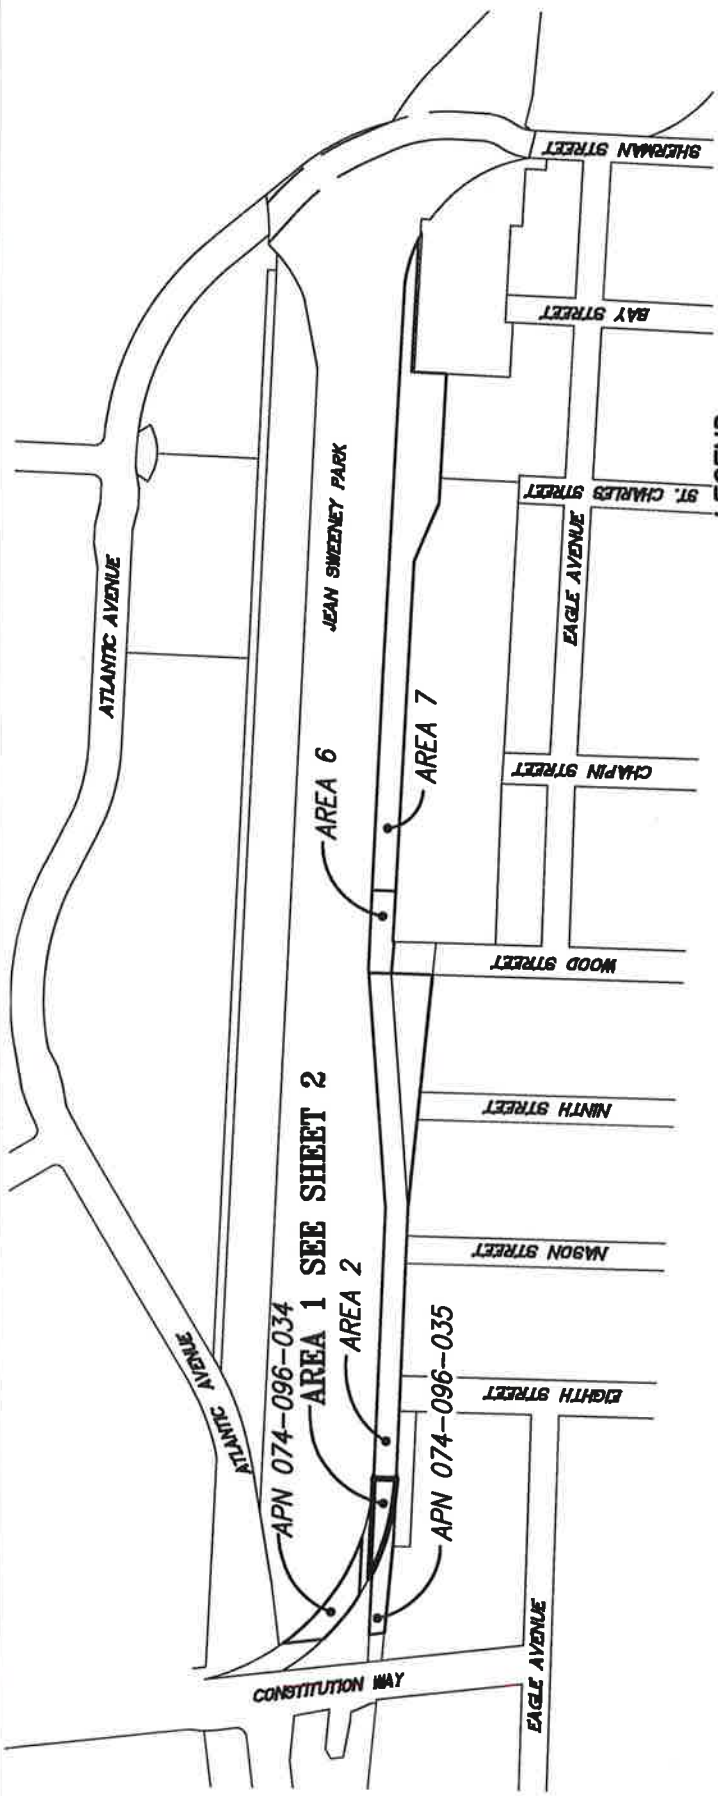 ATLANTIC AVENUE
JEAN SWEENEY PARK
SHERMAN STREET
BAY STREET
ST. CHARLES STREET
EAGLE AVENUE
CHAPIN STREET
WOOD STREET
NINTH STREET
NASON STREET
EIGHTH STREET
AREA 6
AREA 7
ATLANTIC AVENUE
APN 074-096-034
AREA 1 SEE SHEET 2
AREA 2
APN 074-096-035
CONSTITUTION WAY
EAGLE AVENUE